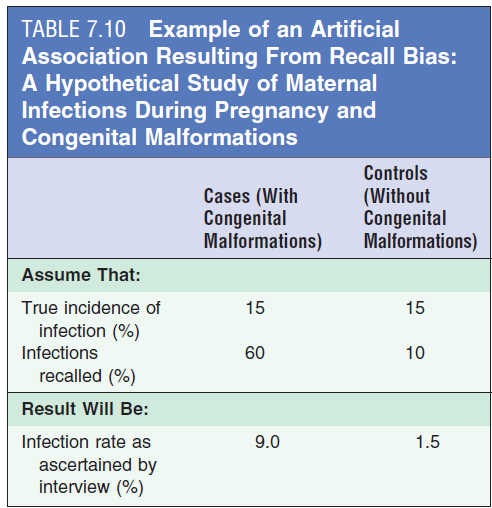 TABLE 7.10 Example of an Artificial
Association Resulting From Recall Bias:
A Hypothetical Study of Maternal
Infections During Pregnancy and
Congenital Malformations
Cases (With Congenital Malformations)
Controls (Without Congenital Malformations)
Assume That:
True incidence of infection (%) 15 15
Infections recalled (%) 60 10
Result Will Be:
Infection rate as ascertained by interview (%) 9.0 1.5